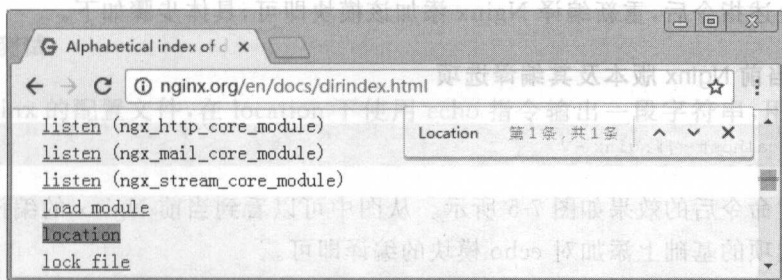 Alphabetical index of d
nginx.org/en/docs/dirindex.html
Location 第1条，共1条
listen (ngx_http_core_module)
listen (ngx_mail_core_module)
listen (ngx_stream_core_module)
load_module
location
lock_file